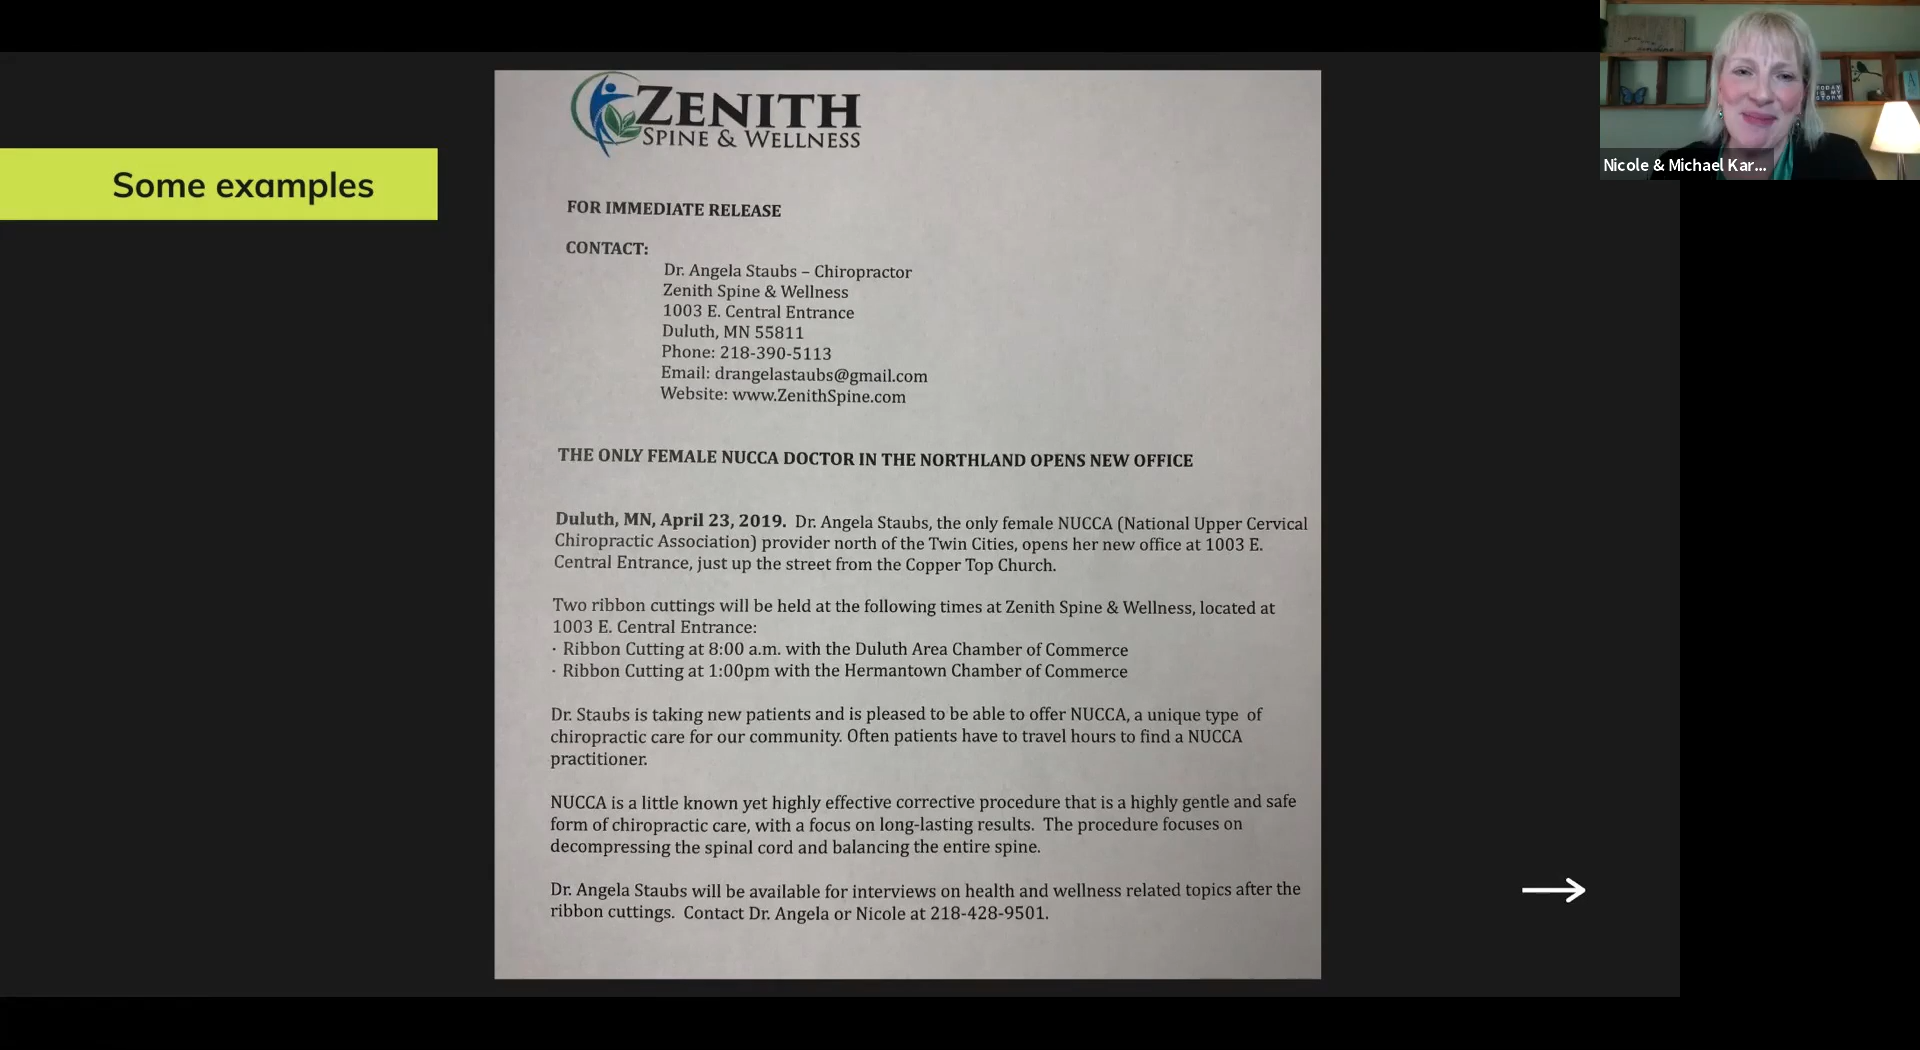 Some examples
ZENITH
SPINE & WELLNESS
FOR IMMEDIATE RELEASE
CONTACT:
Dr. Angela Staubs – Chiropractor
Zenith Spine & Wellness
1003 E. Central Entrance
Duluth, MN 55811
Phone: 218-390-5113
Email: drangelastaubs@gmail.com
Website: www.ZenithSpine.com
THE ONLY FEMALE NUCCA DOCTOR IN THE NORTHLAND OPENS NEW OFFICE
Duluth, MN, April 23, 2019. Dr. Angela Staubs, the only female NUCCA (National Upper Cervical
Chiropractic Association) provider north of the Twin Cities, opens her new office at 1003 E.
Central Entrance, just up the street from the Copper Top Church.
Two ribbon cuttings will be held at the following times at Zenith Spine & Wellness, located at
1003 E. Central Entrance:
· Ribbon Cutting at 8:00 a.m. with the Duluth Area Chamber of Commerce
· Ribbon Cutting at 1:00pm with the Hermantown Chamber of Commerce
Dr. Staubs is taking new patients and is pleased to be able to offer NUCCA, a unique type of
chiropractic care for our community. Often patients have to travel hours to find a NUCCA
practitioner.
NUCCA is a little known yet highly effective corrective procedure that is a highly gentle and safe
form of chiropractic care, with a focus on long-lasting results. The procedure focuses on
decompressing the spinal cord and balancing the entire spine.
Dr. Angela Staubs will be available for interviews on health and wellness related topics after the
ribbon cuttings. Contact Dr. Angela or Nicole at 218-428-9501.
Nicole & Michael Kar...